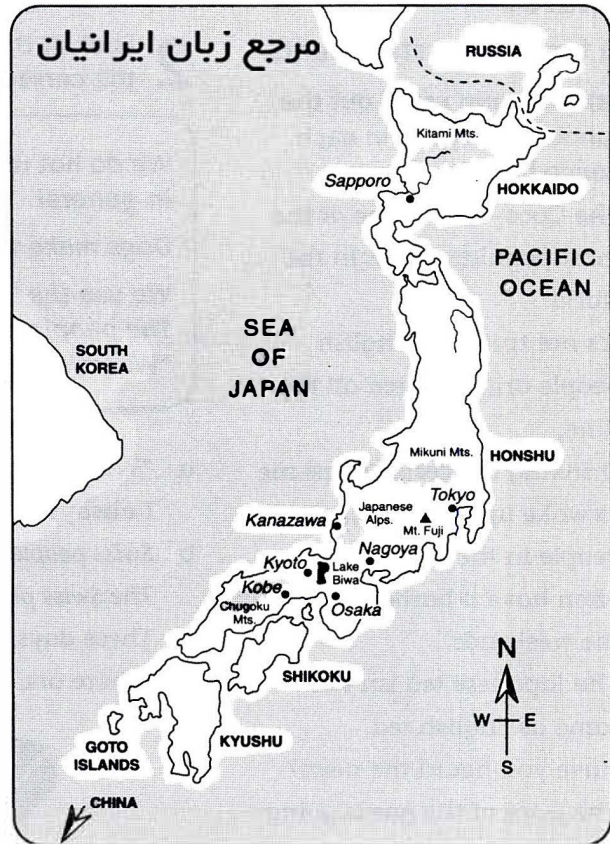 مرجع زبان ایرانیان
RUSSIA
Kitami Mts.
Sapporo
HOKKAIDO
PACIFIC
OCEAN
SEA
OF
JAPAN
SOUTH
KOREA
Mikuni Mts.
HONSHU
Tokyo
Japanese
Alps.
Mt. Fuji
Kanazawa
Nagoya
Kyoto
Lake
Biwa
Kobe
Osaka
Chugoku
Mts.
SHIKOKU
KYUSHU
GOTO
ISLANDS
CHINA
N
W E
S